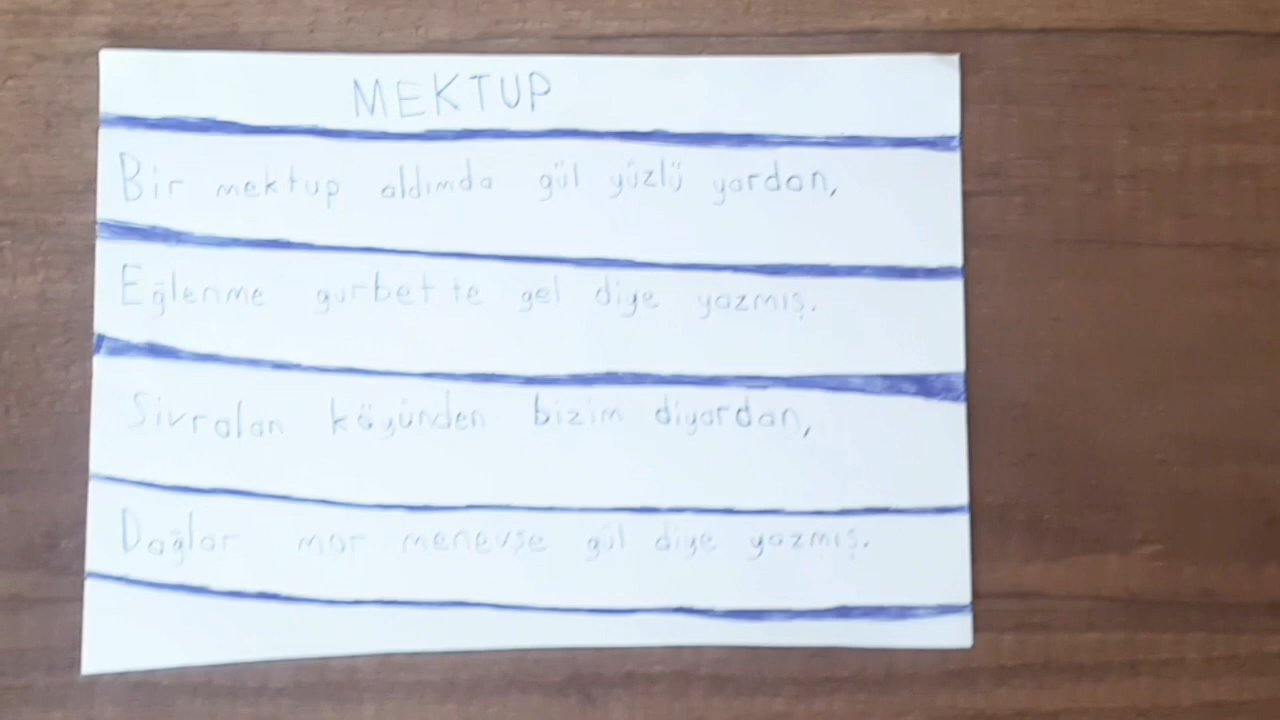 MEKTUP
Bir mektup aldımda gül yüzlü yardan,
Eğlenme gurbette gel diye yazmış.
Sivralan köyünden bizim diyardan,
Dağlar mor menevşe gül diye yazmış.